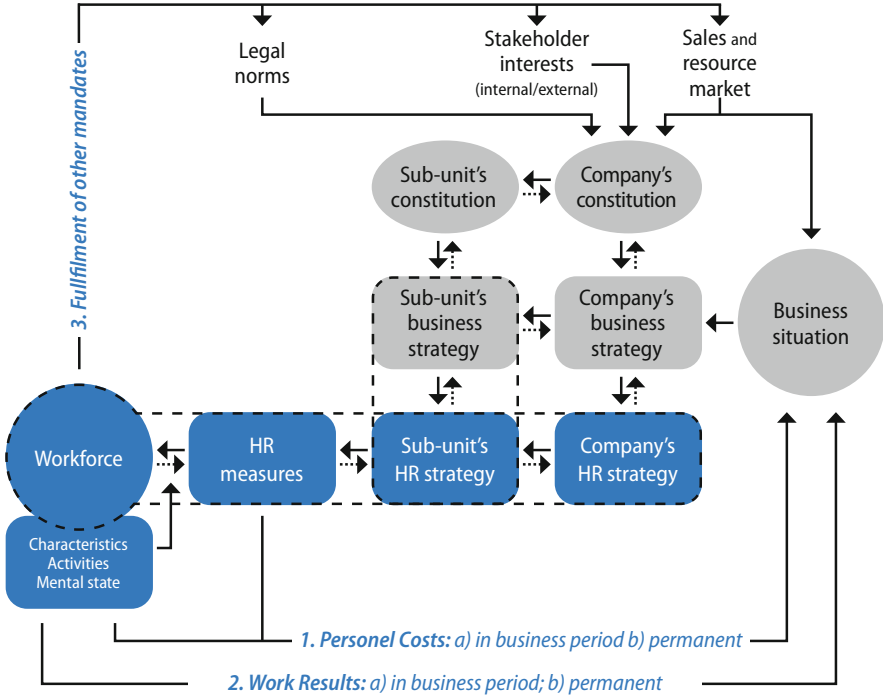 Legal
norms
Stakeholder
interests
(internal/external)
Sales and
resource
market
3. Fullfilment of other mandates
Sub-unit's
constitution
Company's
constitution
Sub-unit's
business
strategy
Company's
business
strategy
Business
situation
Workforce
HR
measures
Sub-unit's
HR strategy
Company's
HR strategy
Characteristics
Activities
Mental state
1. Personel Costs: a) in business period b) permanent
2. Work Results: a) in business period; b) permanent